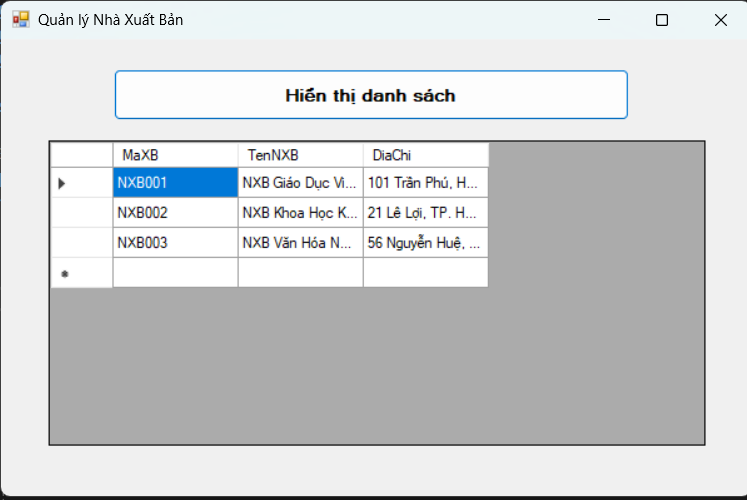 Quản lý Nhà Xuất Bản
Hiển thị danh sách
MaXB TenNXB DiaChi
NXB001 NXB Giáo Dục Vi... 101 Trần Phú, H...
NXB002 NXB Khoa Học K... 21 Lê Lợi, TP. H...
NXB003 NXB Văn Hóa N... 56 Nguyễn Huệ, ...